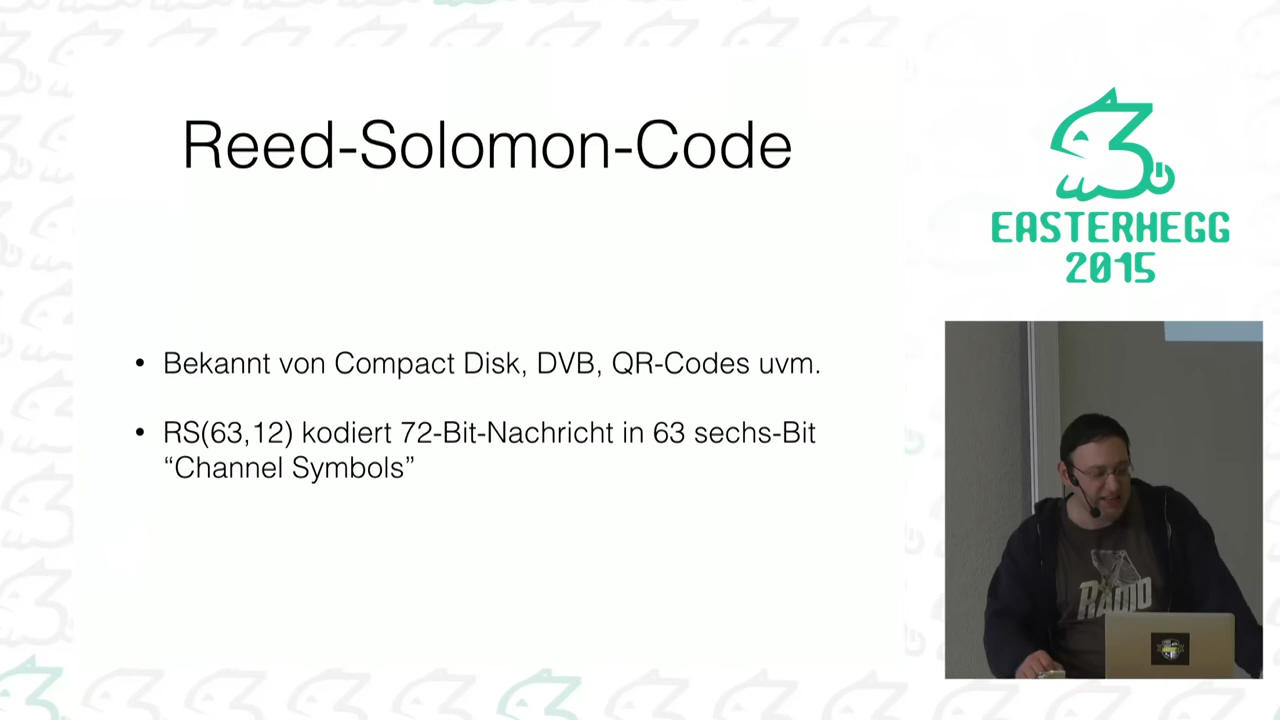 Reed-Solomon-Code
• Bekannt von Compact Disk, DVB, QR-Codes uvm.
• RS(63,12) kodiert 72-Bit-Nachricht in 63 sechs-Bit
“Channel Symbols”
EASTERHEGG
2015
RADIO